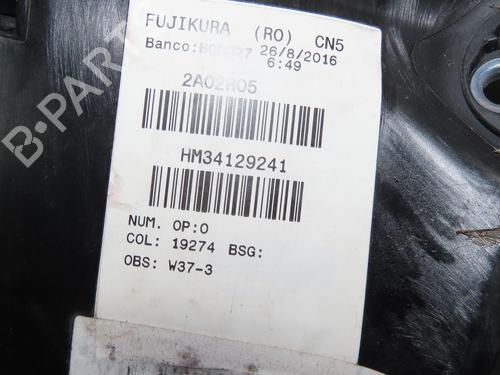 FUJIKURA (RO) CN5
Banco: 26/8/2016
6:49
2A02R05
HM34129241
NUM. OP:0
COL: 19274 BSG:
OBS: W37-3
B-PARTS